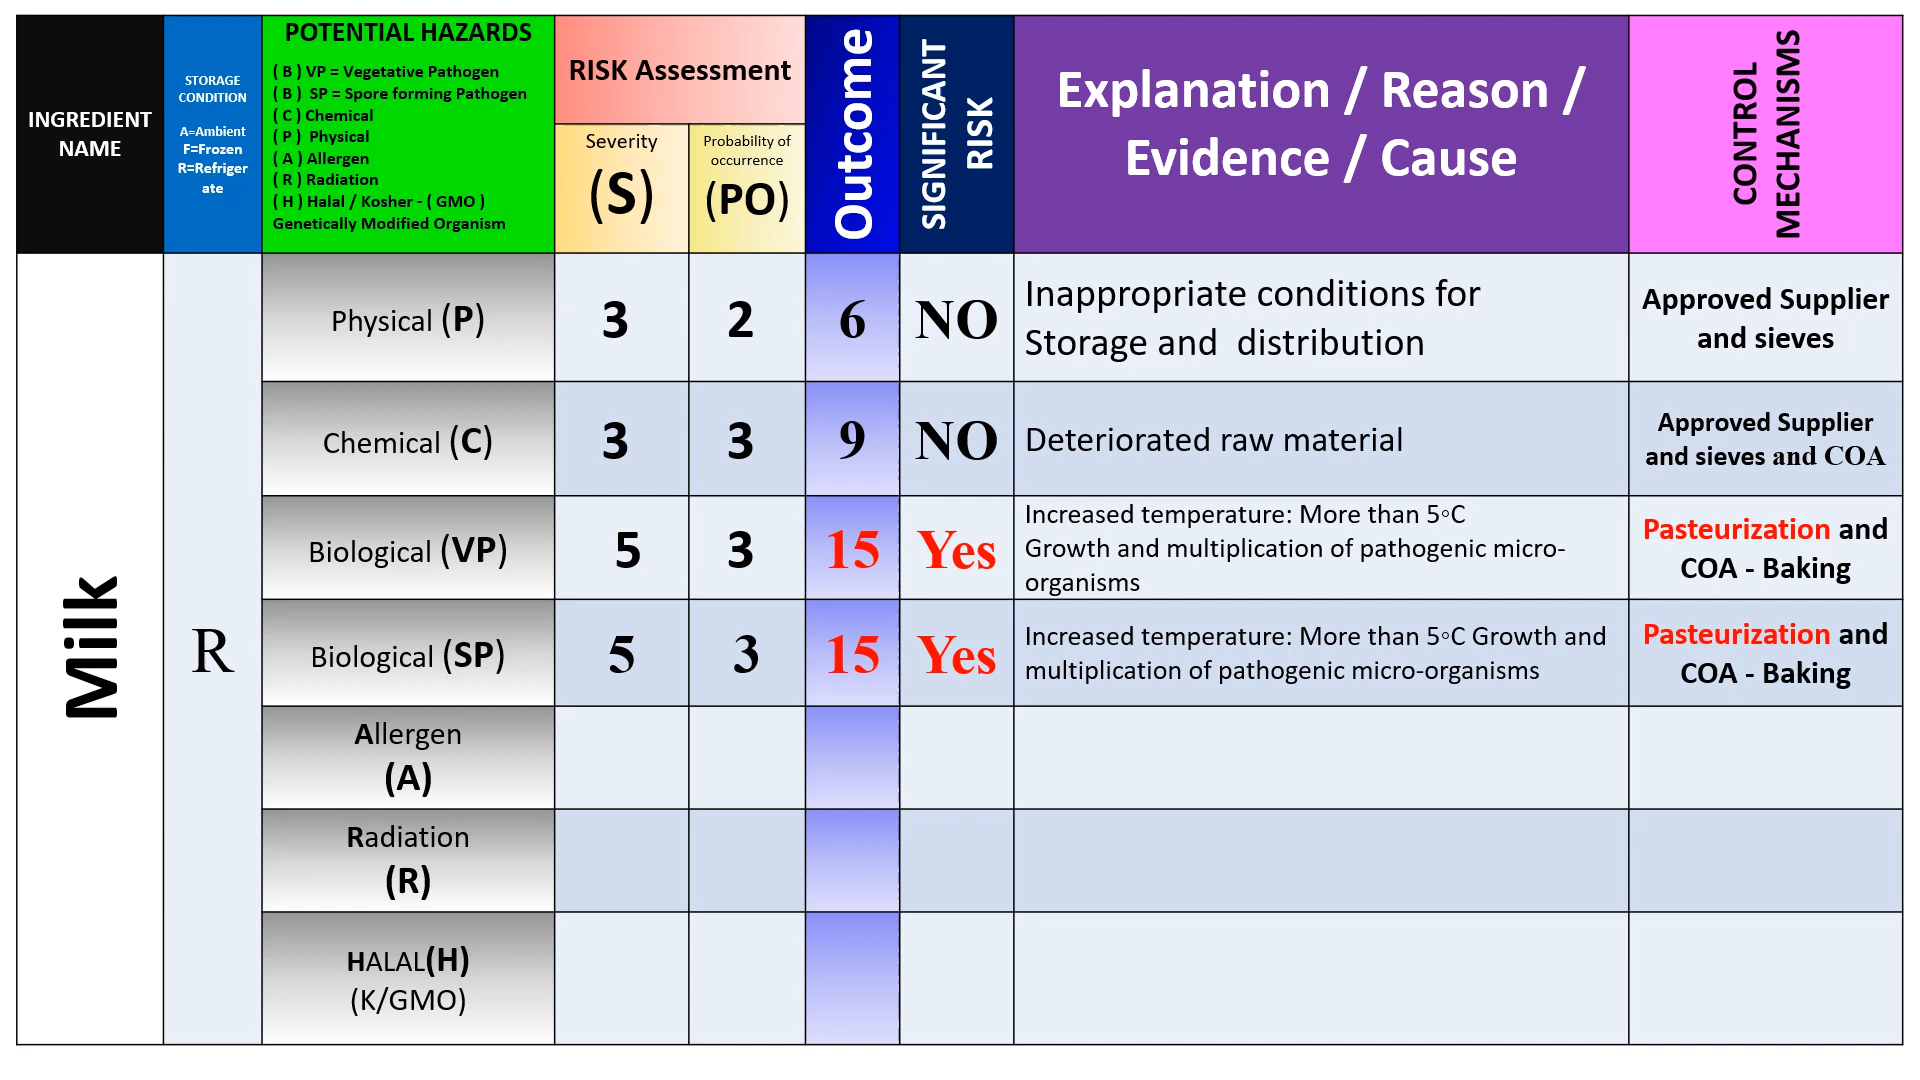 INGREDIENT
NAME
STORAGE
CONDITION
A=Ambient
F=Frozen
R=Refriger
ate
POTENTIAL HAZARDS
( B ) VP = Vegetative Pathogen
( B )  SP = Spore forming Pathogen
( C ) Chemical
( P )  Physical
( A ) Allergen
( R ) Radiation
( H ) Halal / Kosher - ( GMO )
Genetically Modified Organism
RISK Assessment
Severity
(S)
Probability of
occurrence
(PO)
Outcome
SIGNIFICANT
RISK
Explanation / Reason /
Evidence / Cause
CONTROL
MECHANISMS
Milk
R
Physical (P)
3
2
6
NO
Inappropriate conditions for
Storage and  distribution
Approved Supplier
and sieves
Chemical (C)
3
3
9
NO
Deteriorated raw material
Approved Supplier
and sieves and COA
Biological (VP)
5
3
15
Yes
Increased temperature: More than 5◦C
Growth and multiplication of pathogenic micro-
organisms
Pasteurization and
COA - Baking
Biological (SP)
5
3
15
Yes
Increased temperature: More than 5◦C Growth and
multiplication of pathogenic micro-organisms
Pasteurization and
COA - Baking
Allergen
(A)
Radiation
(R)
HALAL(H)
(K/GMO)